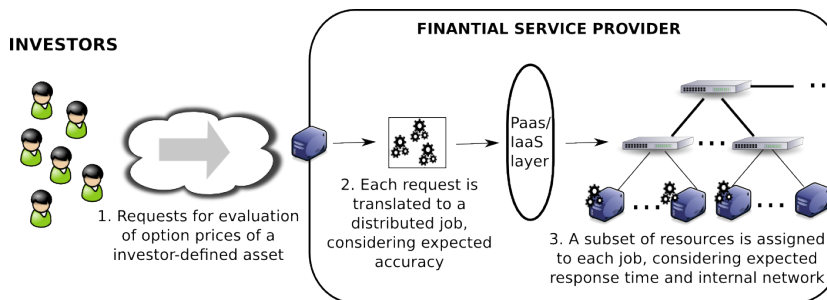 INVESTORS
FINANTIAL SERVICE PROVIDER
1. Requests for evaluation
of option prices of a
investor-defined asset
2. Each request is
translated to a
distributed job,
considering expected
accuracy
Paas/
IaaS
layer
3. A subset of resources is assigned
to each job, considering expected
response time and internal network